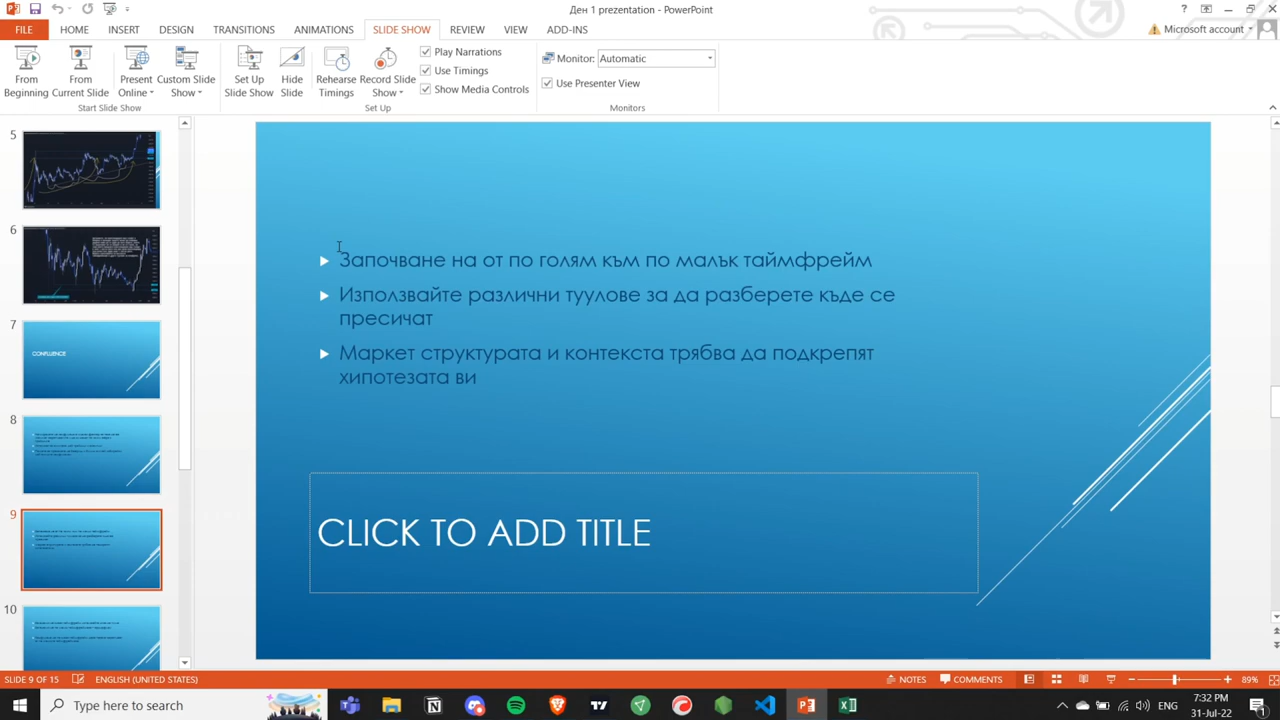 Ден 1 prezentation - PowerPoint
FILE HOME INSERT DESIGN TRANSITIONS ANIMATIONS SLIDE SHOW REVIEW VIEW ADD-INS Microsoft account
From Beginning
From Current Slide
Present Online
Custom Slide Show
Start Slide Show
Set Up Slide Show
Hide Slide
Rehearse Timings
Record Slide Show
Play Narrations
Use Timings
Show Media Controls
Set Up
Monitor: Automatic
Use Presenter View
Monitors
5
6
7
CONFLUENCE
8
9
10
Започване на от по голям към по малък таймфрейм
Използвайте различни туулове за да разберете къде се
пресичат
Маркет структурата и контекста трябва да подкрепят
хипотезата ви
CLICK TO ADD TITLE
SLIDE 9 OF 15 ENGLISH (UNITED STATES) NOTES COMMENTS 89%
Type here to search
ENG
7:32 PM
31-Jul-22